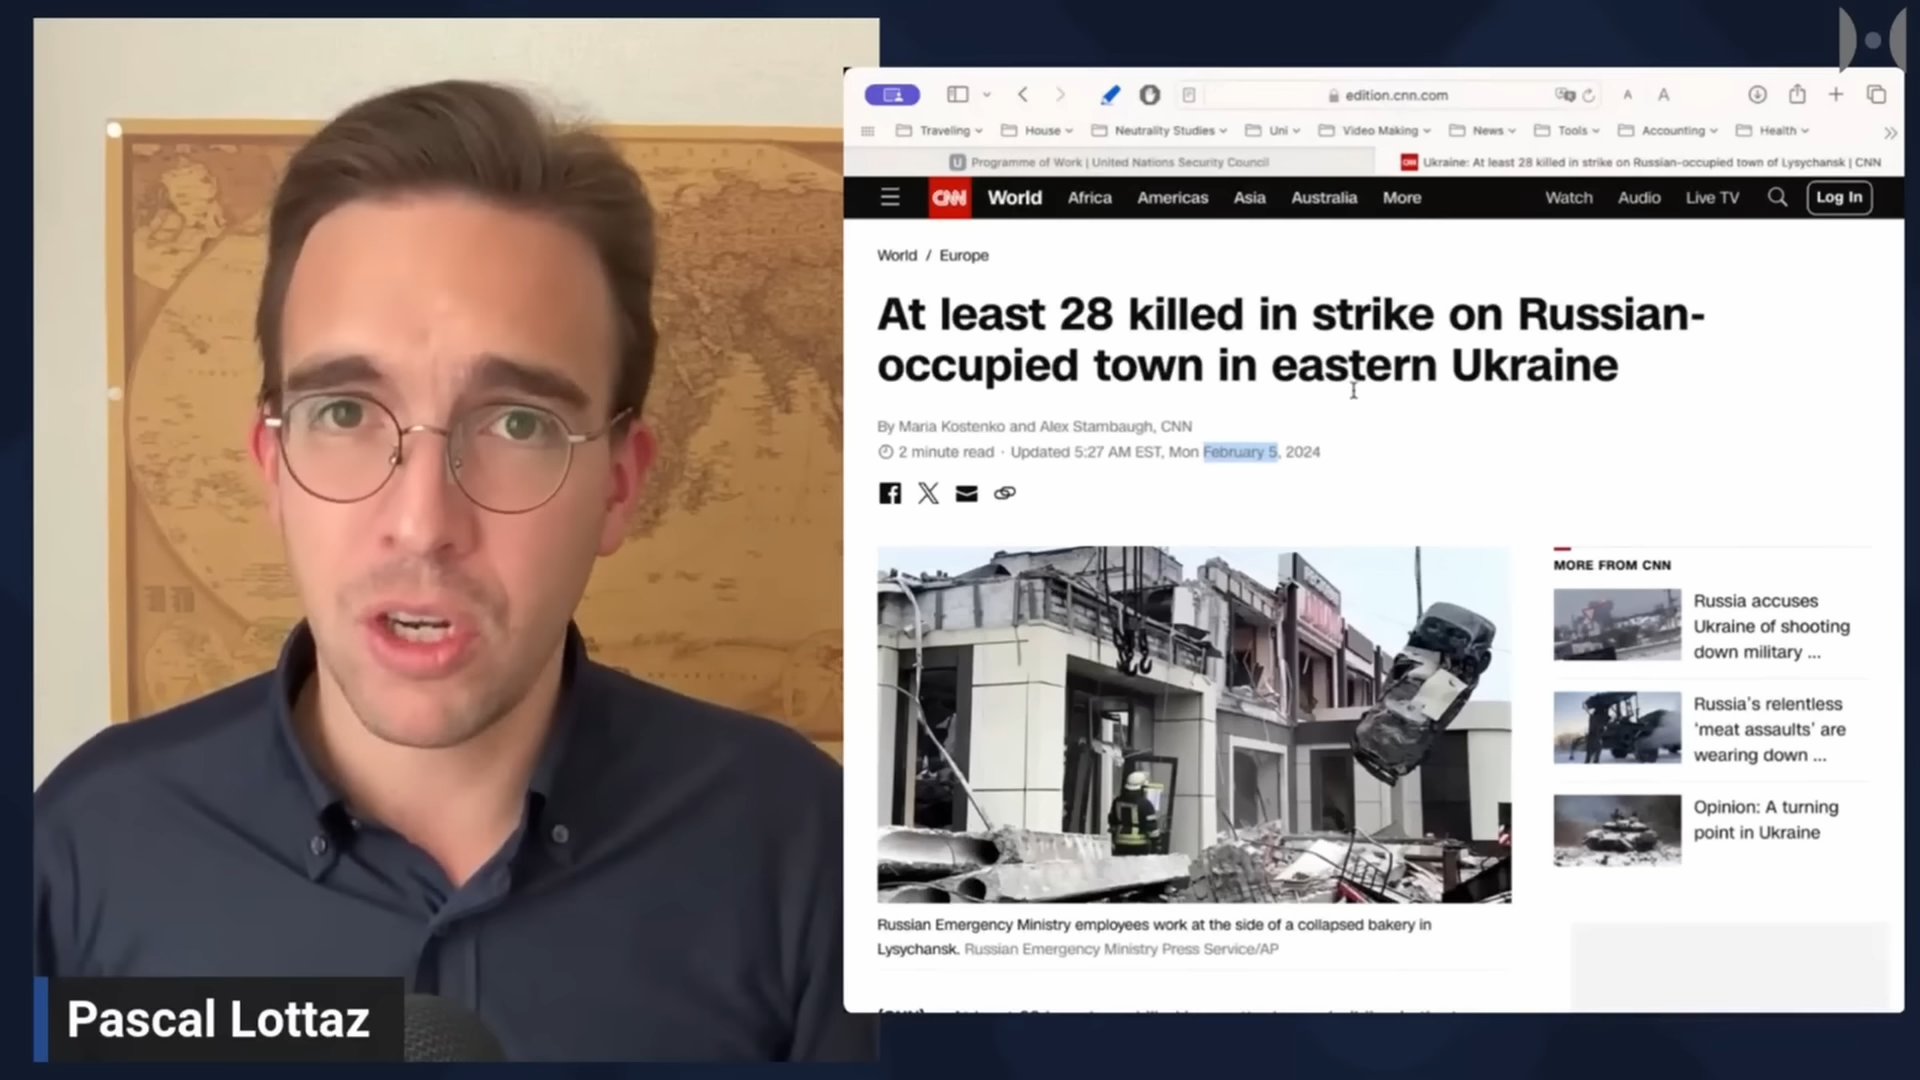 edition.cnn.com
A
A
Traveling
House
Neutrality Studies
Uni
Video Making
News
Tools
Accounting
Health
U Programme of Work | United Nations Security Council
CNN Ukraine: At least 28 killed in strike on Russian-occupied town of Lysychansk | CNN
CNN World Africa Americas Asia Australia More Watch Audio Live TV Log In
World / Europe
At least 28 killed in strike on Russian-
occupied town in eastern Ukraine
By Maria Kostenko and Alex Stambaugh, CNN
2 minute read · Updated 5:27 AM EST, Mon February 5, 2024
MORE FROM CNN
Russia accuses
Ukraine of shooting
down military ...
Russia's relentless
'meat assaults' are
wearing down ...
Opinion: A turning
point in Ukraine
Russian Emergency Ministry employees work at the side of a collapsed bakery in
Lysychansk. Russian Emergency Ministry Press Service/AP
Pascal Lottaz